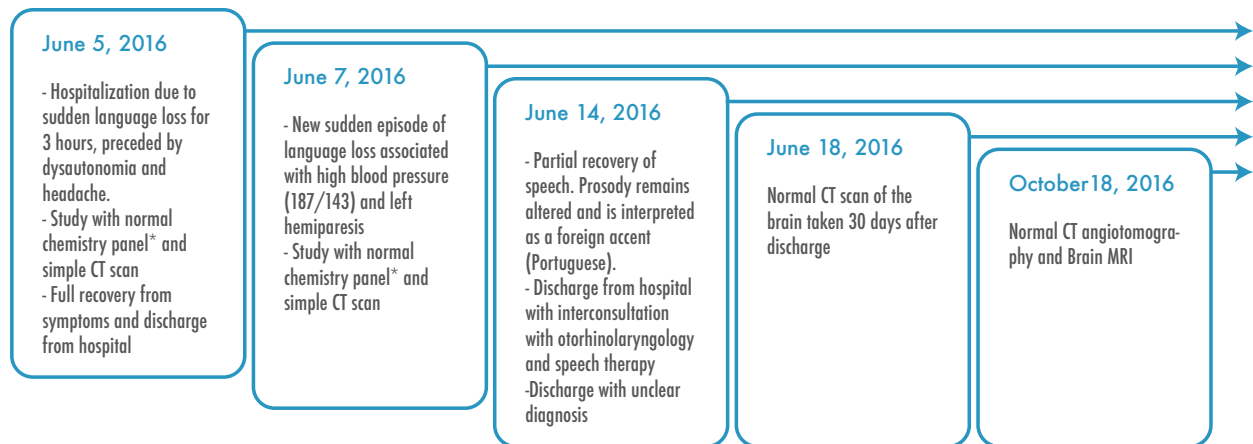 June 5, 2016
- Hospitalization due to
sudden language loss for
3 hours, preceded by
dysautonomia and
headache.
- Study with normal
chemistry panel* and
simple CT scan
- Full recovery from
symptoms and discharge
from hospital
June 7, 2016
- New sudden episode of
language loss associated
with high blood pressure
(187/143) and left
hemiparesis
- Study with normal
chemistry panel* and
simple CT scan
June 14, 2016
- Partial recovery of
speech. Prosody remains
altered and is interpreted
as a foreign accent
(Portuguese).
- Discharge from hospital
with interconsultation
with otorhinolaryngology
and speech therapy
-Discharge with unclear
diagnosis
June 18, 2016
Normal CT scan of the
brain taken 30 days after
discharge
October18, 2016
Normal CT angiotomogra-
phy and Brain MRI